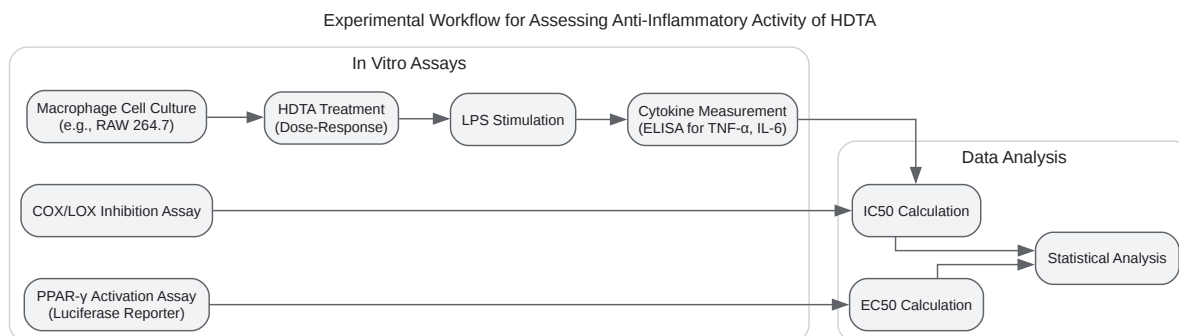 Experimental Workflow for Assessing Anti-Inflammatory Activity of HDTA
In Vitro Assays
Macrophage Cell Culture
(e.g., RAW 264.7)
HDTA Treatment
(Dose-Response)
LPS Stimulation
Cytokine Measurement
(ELISA for TNF-α, IL-6)
Data Analysis
COX/LOX Inhibition Assay
IC50 Calculation
Statistical Analysis
PPAR-γ Activation Assay
(Luciferase Reporter)
EC50 Calculation